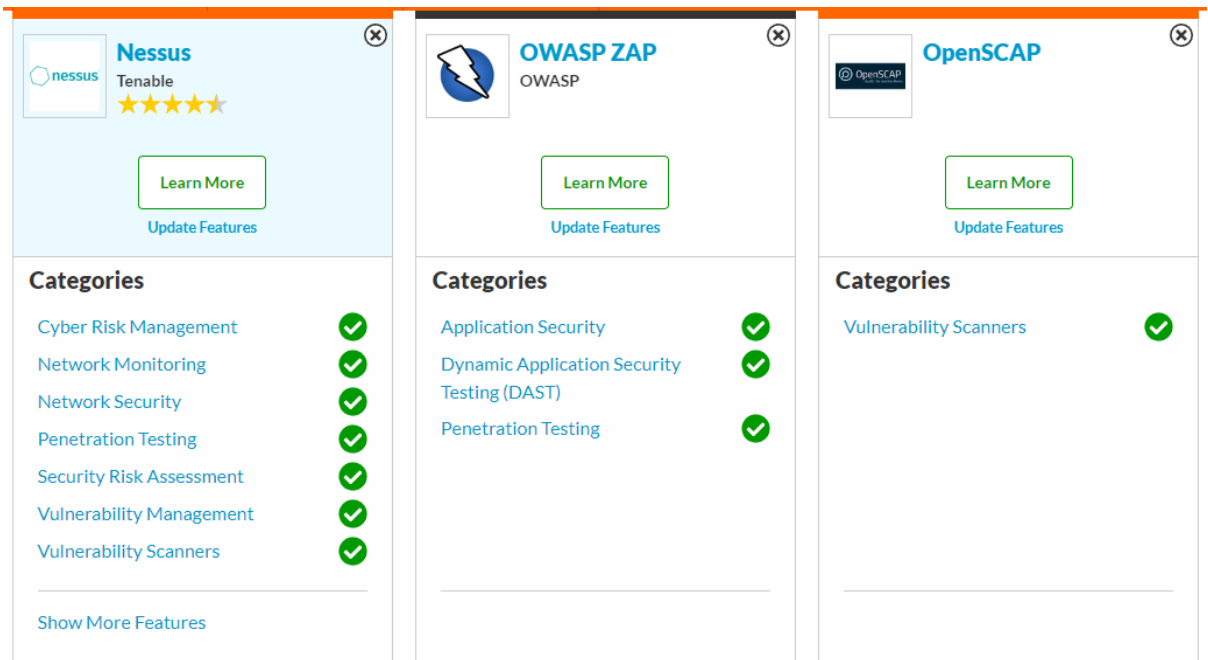 nessus
Nessus
Tenable
Learn More
Update Features
Categories
Cyber Risk Management
Network Monitoring
Network Security
Penetration Testing
Security Risk Assessment
Vulnerability Management
Vulnerability Scanners
Show More Features
OWASP ZAP
OWASP
Learn More
Update Features
Categories
Application Security
Dynamic Application Security
Testing (DAST)
Penetration Testing
OpenSCAP
OpenSCAP
Learn More
Update Features
Categories
Vulnerability Scanners